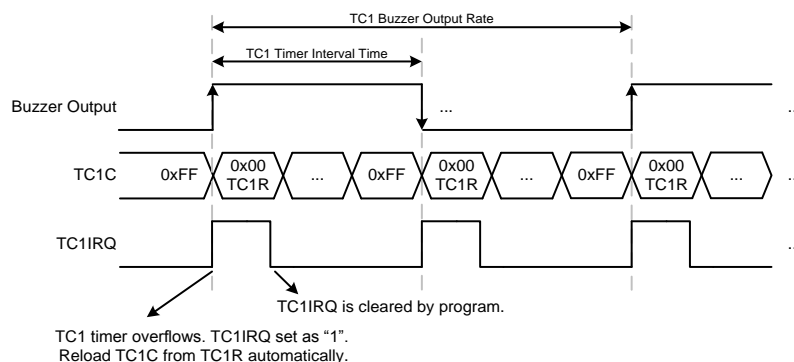 TC1 Buzzer Output Rate
TC1 Timer Interval Time
Buzzer Output
...
..
TC1C
0xFF
0x00
TC1R
...
0xFF
0x00
TC1R
...
0xFF
0x00
TC1R
...
..
TC1IRQ
..
TC1IRQ is cleared by program.
TC1 timer overflows. TC1IRQ set as “1”.
Reload TC1C from TC1R automatically.